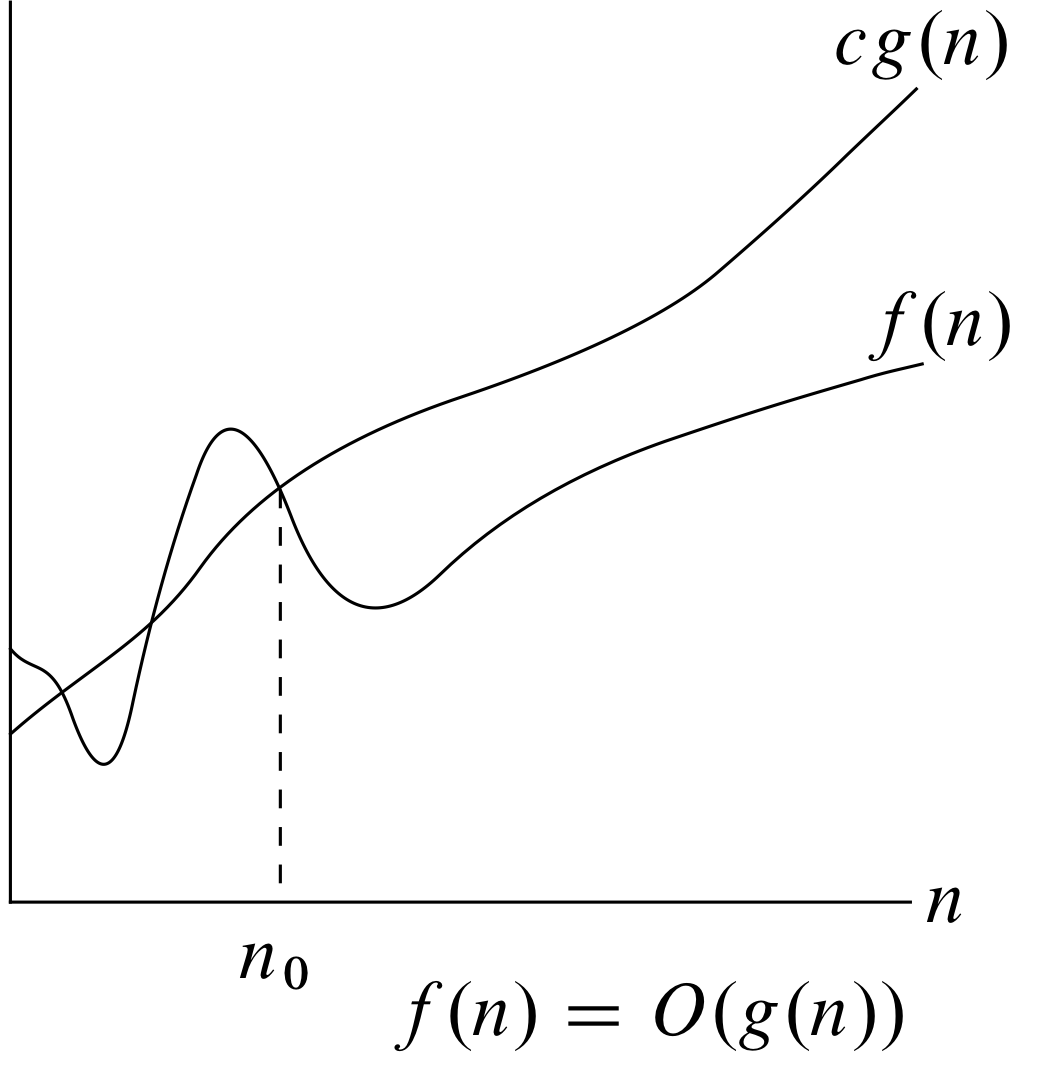 cg(n)
f(n)
n
n₀
f(n) = O(g(n))